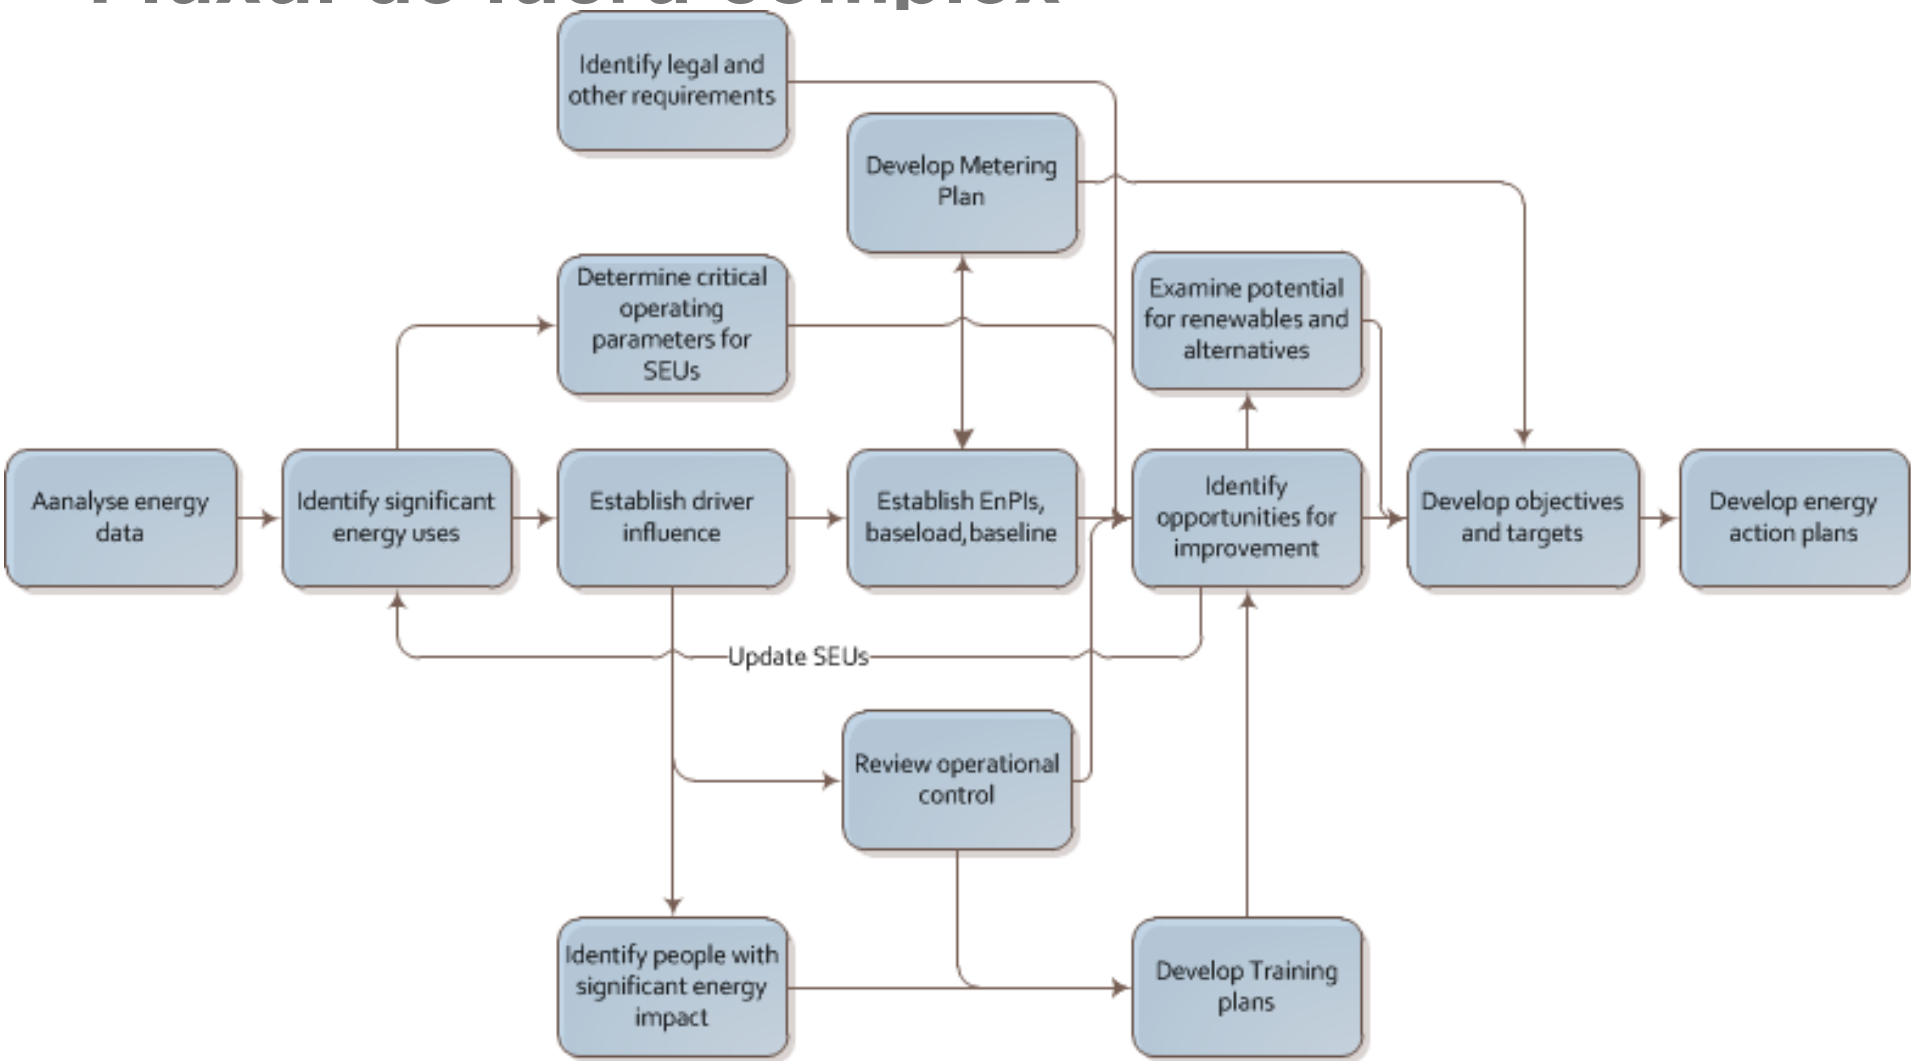 Identify legal and
other requirements
Develop Metering
Plan
Determine critical
operating
parameters for
SEUs
Examine potential
for renewables and
alternatives
Aanalyse energy
data
Identify significant
energy uses
Establish driver
influence
Establish EnPIs,
baseload, baseline
Identify
opportunities for
improvement
Develop objectives
and targets
Develop energy
action plans
Update SEUs
Review operational
control
Identify people with
significant energy
impact
Develop Training
plans